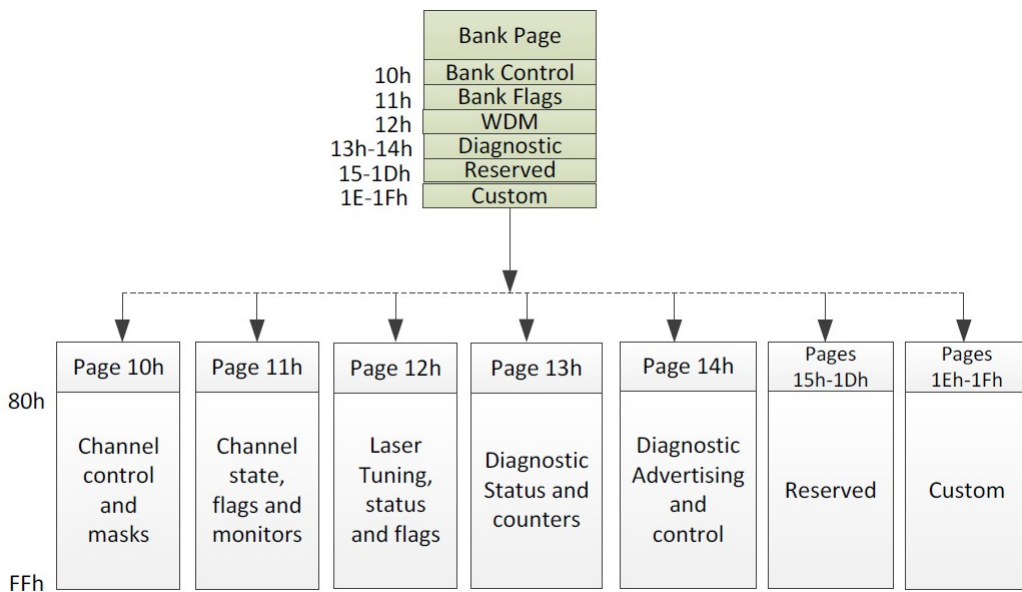 Bank Page
10h Bank Control
11h Bank Flags
12h WDM
13h-14h Diagnostic
15-1Dh Reserved
1E-1Fh Custom
Page 10h
Page 11h
Page 12h
Page 13h
Page 14h
Pages
15h-1Dh
Pages
1Eh-1Fh
80h
Channel
control
and
masks
Channel
state,
flags and
monitors
Laser
Tuning,
status
and flags
Diagnostic
Status and
counters
Diagnostic
Advertising
and
control
Reserved
Custom
FFh